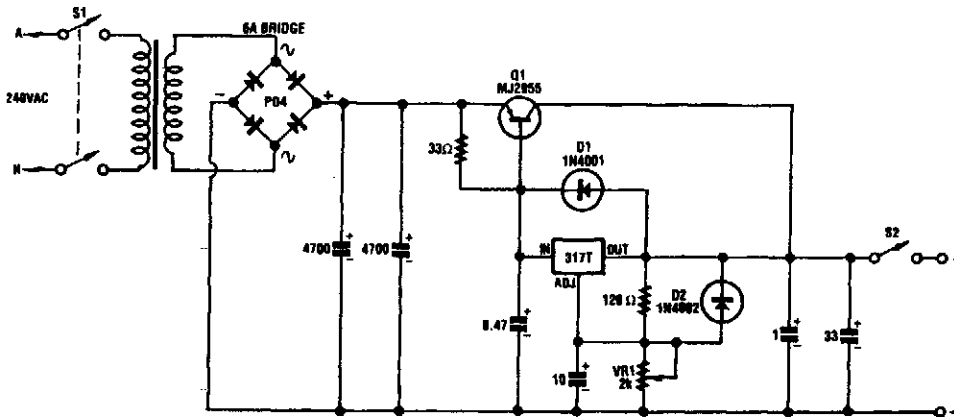 S1
A
240VAC
N
6A BRIDGE
PO4
-
+
4700
+
-
4700
+
-
33Ω
Q1
MJ2955
D1
1N4001
IN
317T
OUT
ADJ
0.47
+
-
120 Ω
D2
1N4002
10
+
-
VR1
2k
1
+
-
33
+
-
S2
+
-